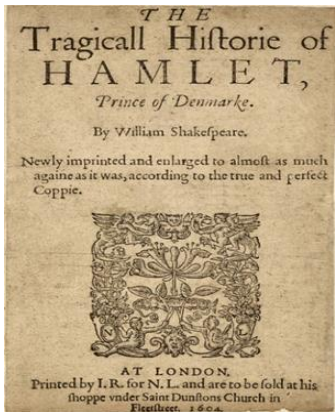 THE
Tragicall Hiſtorie of
HAMLET,
Prince of Denmarke.
By William Shakeſpeare.
Newly imprinted and enlarged to almoſt as much
againe as it was, according to the true and perfect
Coppie.
AT LONDON,
Printed by I. R. for N. L. and are to be ſold at his
ſhoppe vnder Saint Dunſtons Church in
Fleetſtreet. 1604